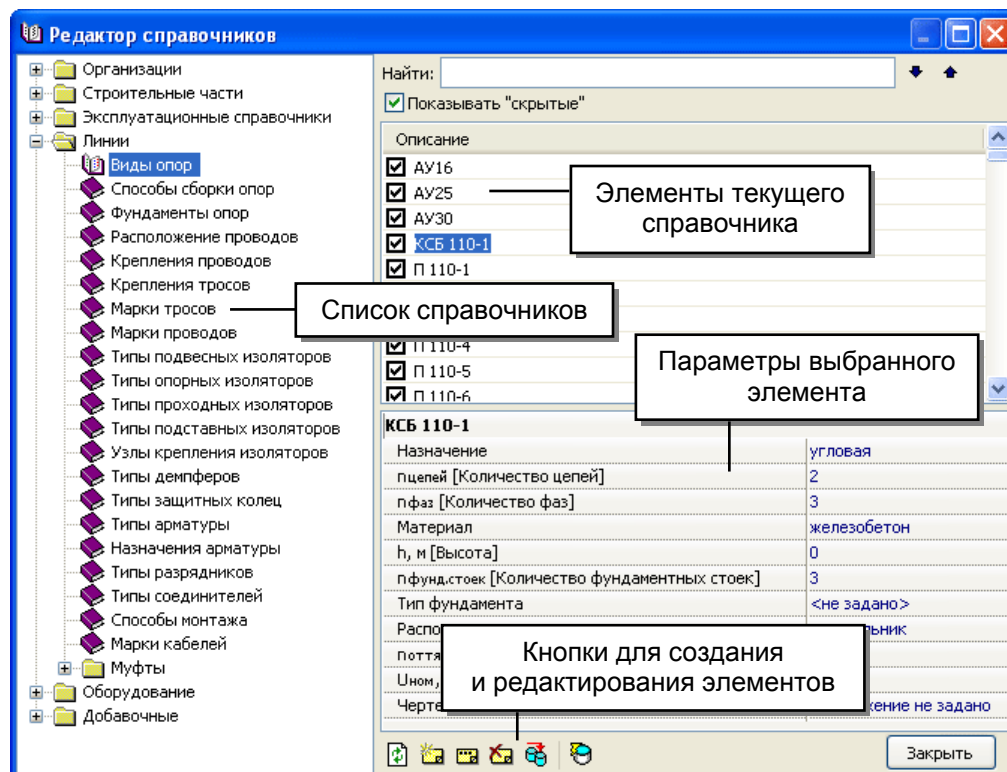 Редактор справочников
Организации
Строительные части
Эксплуатационные справочники
Линии
Виды опор
Способы сборки опор
Фундаменты опор
Расположение проводов
Крепления проводов
Крепления тросов
Марки тросов
Марки проводов
Типы подвесных изоляторов
Типы опорных изоляторов
Типы проходных изоляторов
Типы подставных изоляторов
Узлы крепления изоляторов
Типы демпферов
Типы защитных колец
Типы арматуры
Назначения арматуры
Типы разрядников
Типы соединителей
Способы монтажа
Марки кабелей
Муфты
Оборудование
Добавочные
Найти:
Показывать "скрытые"
Описание
АУ16
АУ25
АУ30
КСБ 110-1
П 110-1
П 110-4
П 110-5
П 110-6
Элементы текущего
справочника
Список справочников
Параметры выбранного
элемента
КСБ 110-1
Назначение угловая
nцепей [Количество цепей] 2
nфаз [Количество фаз] 3
Материал железобетон
h, м [Высота] 0
nфунд.стоек [Количество фундаментных стоек] 3
Тип фундамента <не задано>
Кнопки для создания
и редактирования элементов
не задано
Закрыть